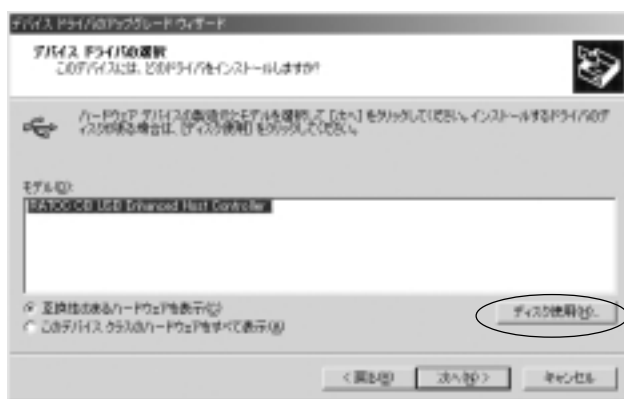 デバイス ドライバのアップグレード ウィザード
デバイス ドライバの選択
このデバイスには、どのドライバをインストールしますか?
ハードウェア デバイスの製造元とモデルを選択して [次へ] をクリックしてください。インストールするドライバのデ
ィスクがある場合は、[ディスク使用] をクリックしてください。
モデル(D):
RATOC CB USB Enhanced Host Controller
互換性のあるハードウェアを表示(C)
このデバイス クラスのハードウェアをすべて表示(A)
ディスク使用(H)...
< 戻る(B)
次へ(N) >
キャンセル